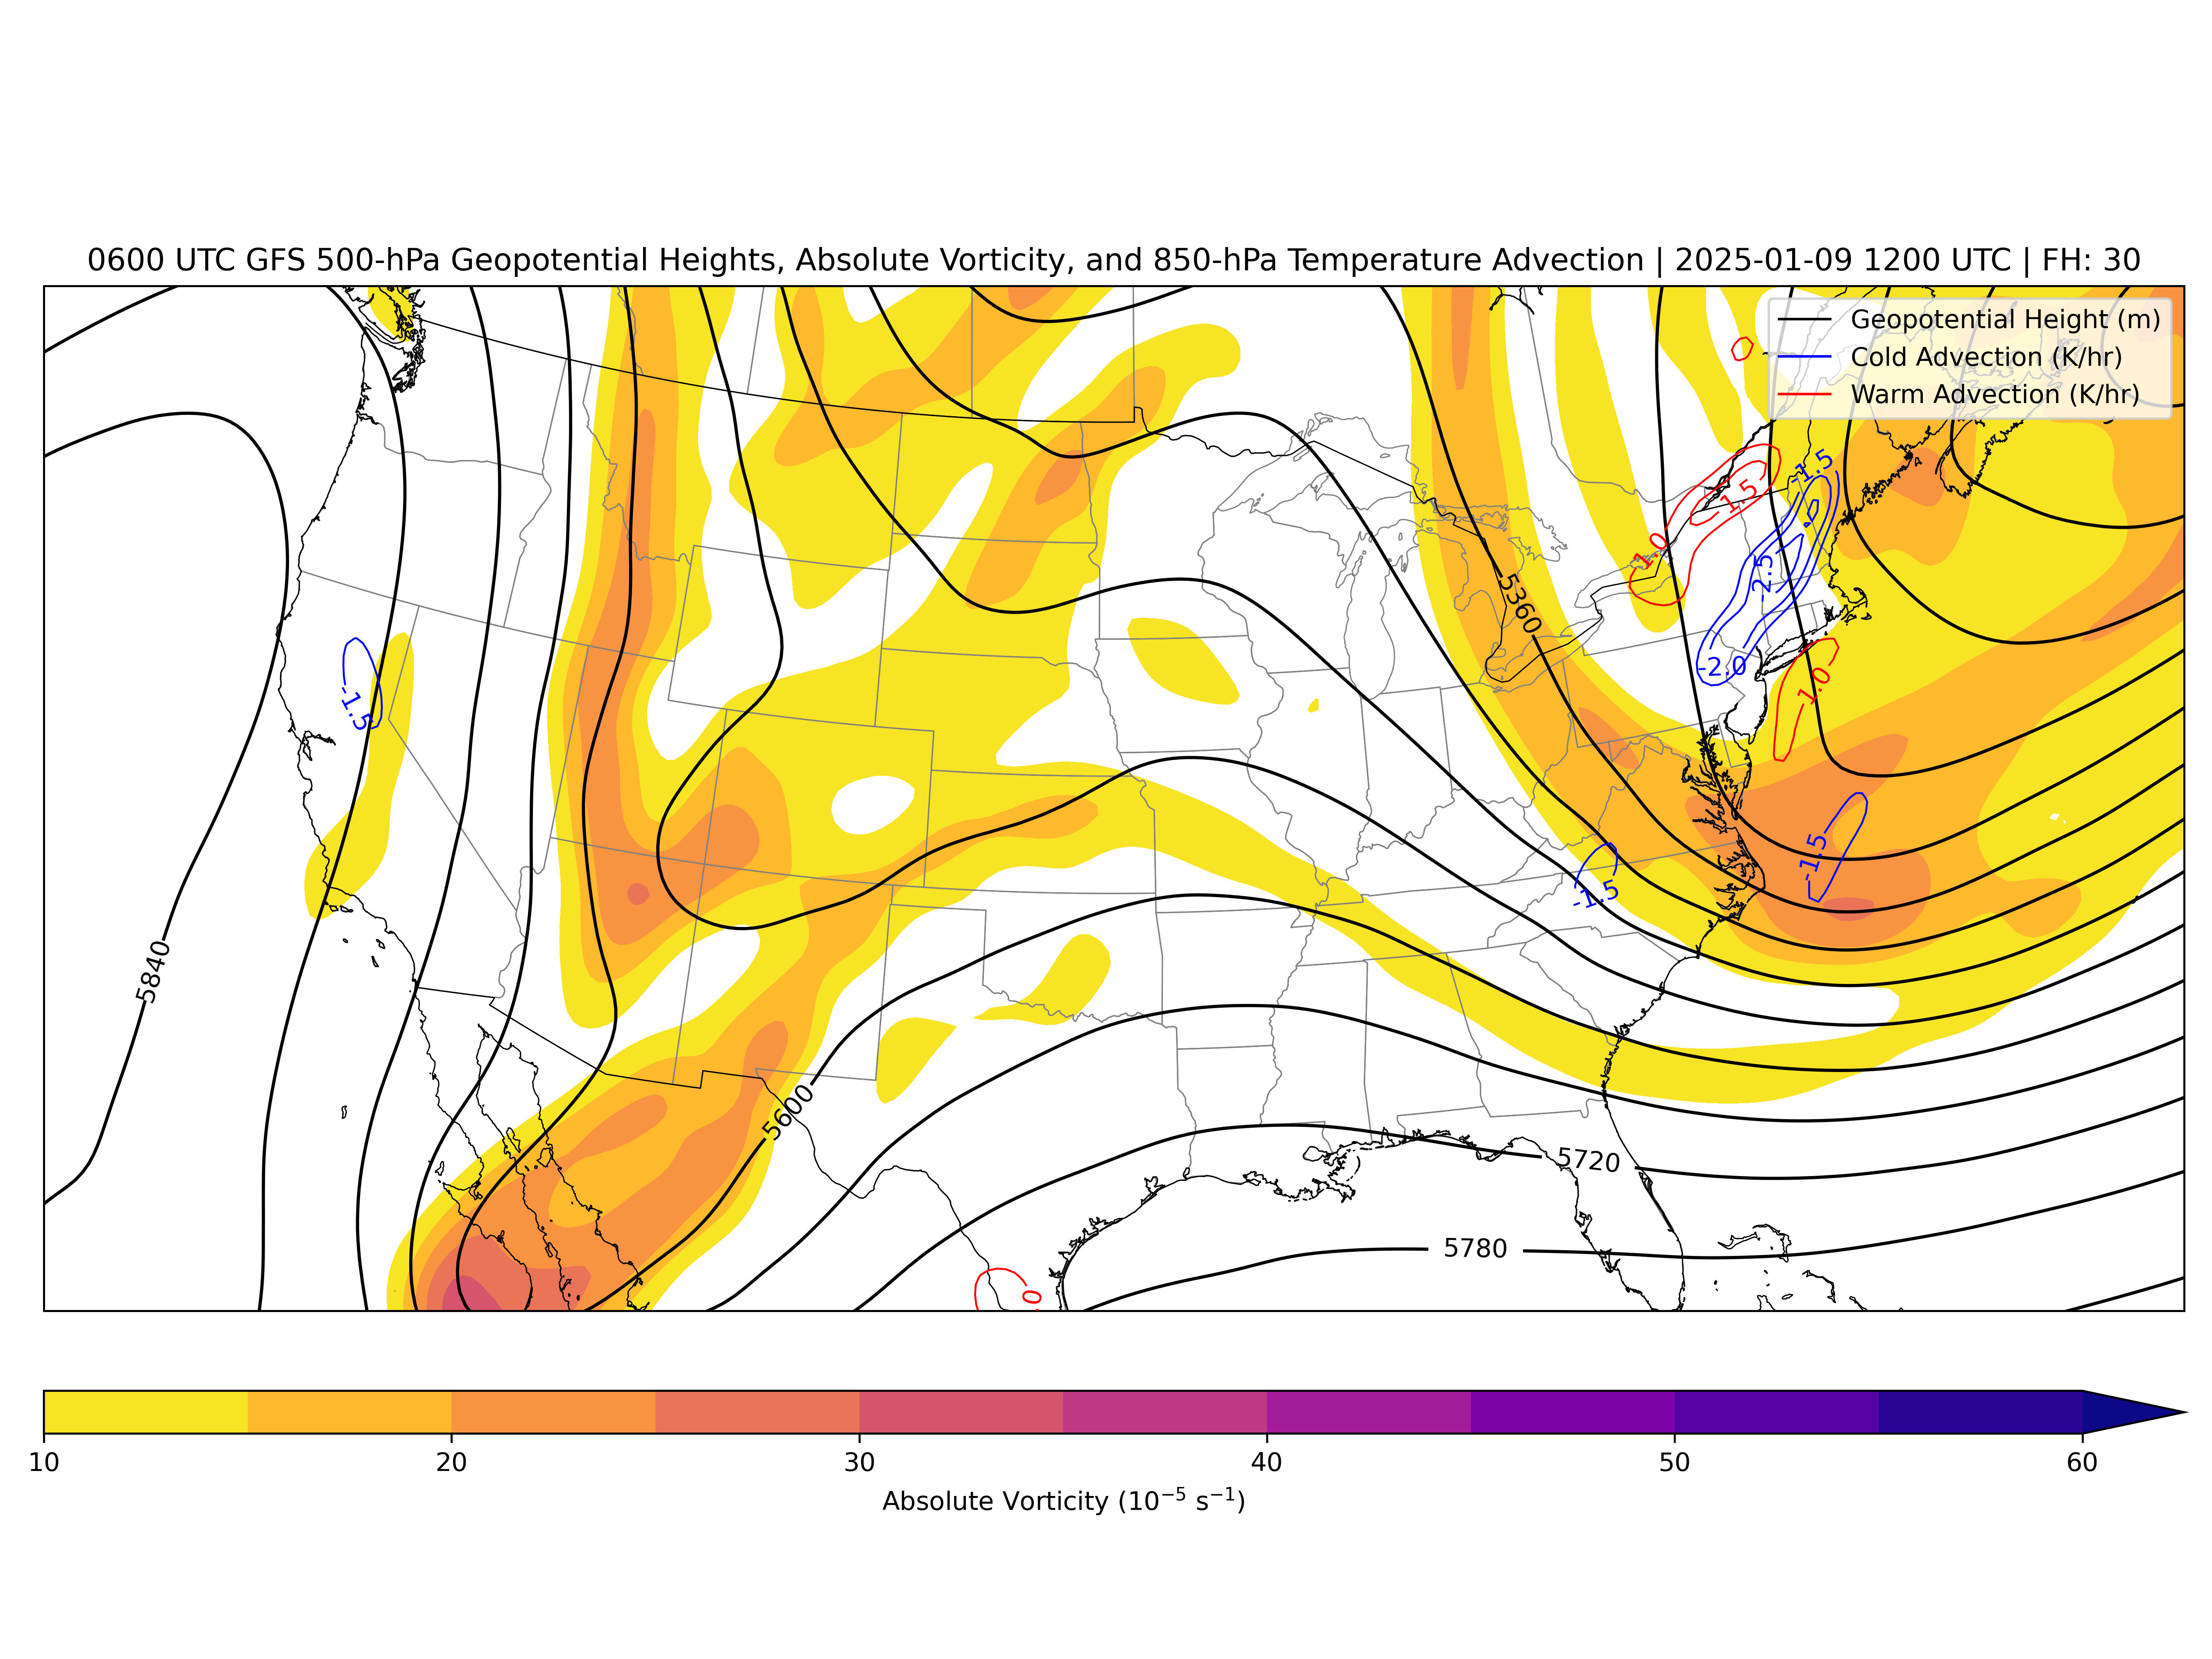 0600 UTC GFS 500-hPa Geopotential Heights, Absolute Vorticity, and 850-hPa Temperature Advection | 2025-01-09 1200 UTC | FH: 30
Geopotential Height (m)
Cold Advection (K/hr)
Warm Advection (K/hr)
-1.5
1.5
1.0
-2.5
5360
-2.0
1.0
-1.5
-1.5
-1.5
5840
5600
5720
5780
10 20 30 40 50 60
Absolute Vorticity (10⁻⁵ s⁻¹)